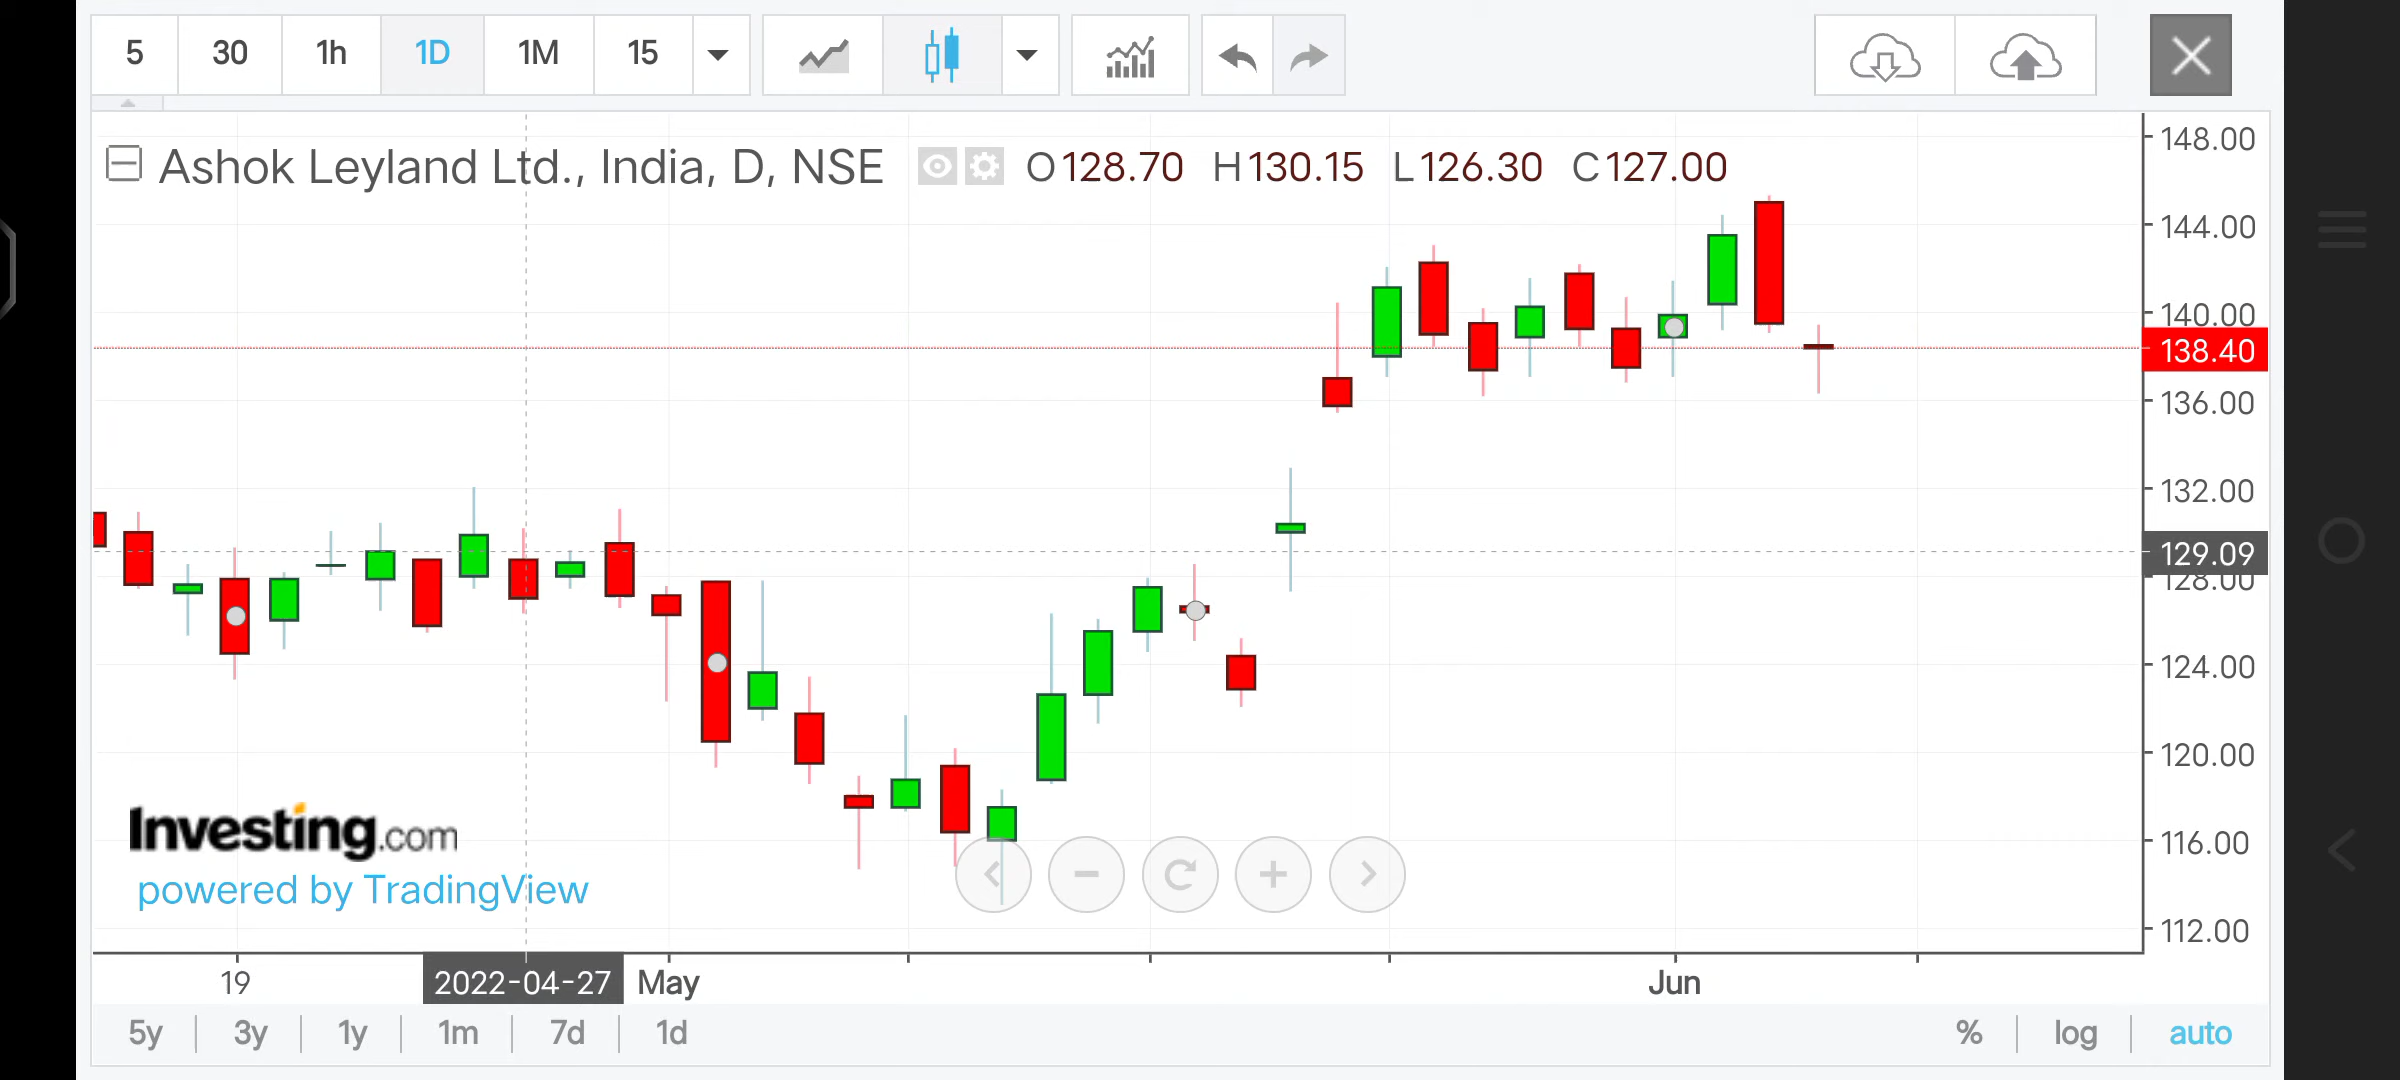 5 30 1h 1D 1M 15
Ashok Leyland Ltd., India, D, NSE O128.70 H130.15 L126.30 C127.00
148.00
144.00
140.00
138.40
136.00
132.00
129.09
128.00
124.00
120.00
116.00
112.00
Investing.com
powered by TradingView
19 2022-04-27 May Jun
5y 3y 1y 1m 7d 1d % log auto